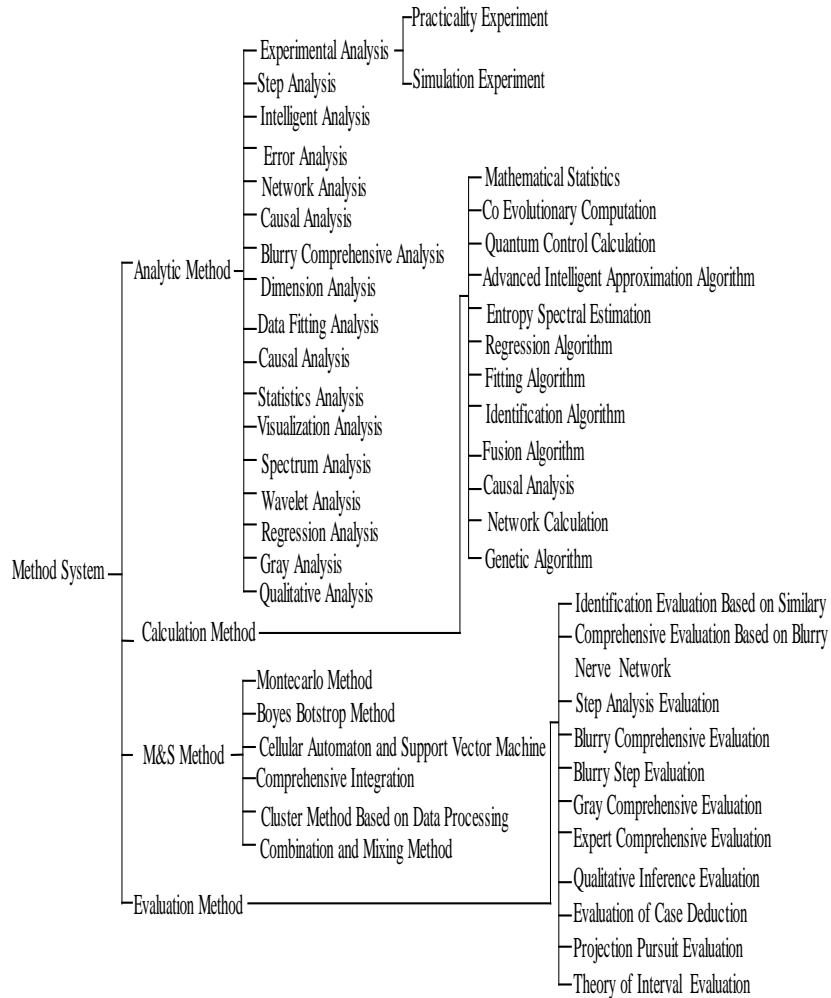 Method System
Analytic Method
Experimental Analysis
Practicality Experiment
Simulation Experiment
Step Analysis
Intelligent Analysis
Error Analysis
Network Analysis
Causal Analysis
Blurry Comprehensive Analysis
Dimension Analysis
Data Fitting Analysis
Causal Analysis
Statistics Analysis
Visualization Analysis
Spectrum Analysis
Wavelet Analysis
Regression Analysis
Gray Analysis
Qualitative Analysis
Calculation Method
Mathematical Statistics
Co Evolutionary Computation
Quantum Control Calculation
Advanced Intelligent Approximation Algorithm
Entropy Spectral Estimation
Regression Algorithm
Fitting Algorithm
Identification Algorithm
Fusion Algorithm
Causal Analysis
Network Calculation
Genetic Algorithm
M&S Method
Montecarlo Method
Boyes Botstrop Method
Cellular Automaton and Support Vector Machine
Comprehensive Integration
Cluster Method Based on Data Processing
Combination and Mixing Method
Evaluation Method
Identification Evaluation Based on Similary
Comprehensive Evaluation Based on Blurry
Nerve Network
Step Analysis Evaluation
Blurry Comprehensive Evaluation
Blurry Step Evaluation
Gray Comprehensive Evaluation
Expert Comprehensive Evaluation
Qualitative Inference Evaluation
Evaluation of Case Deduction
Projection Pursuit Evaluation
Theory of Interval Evaluation